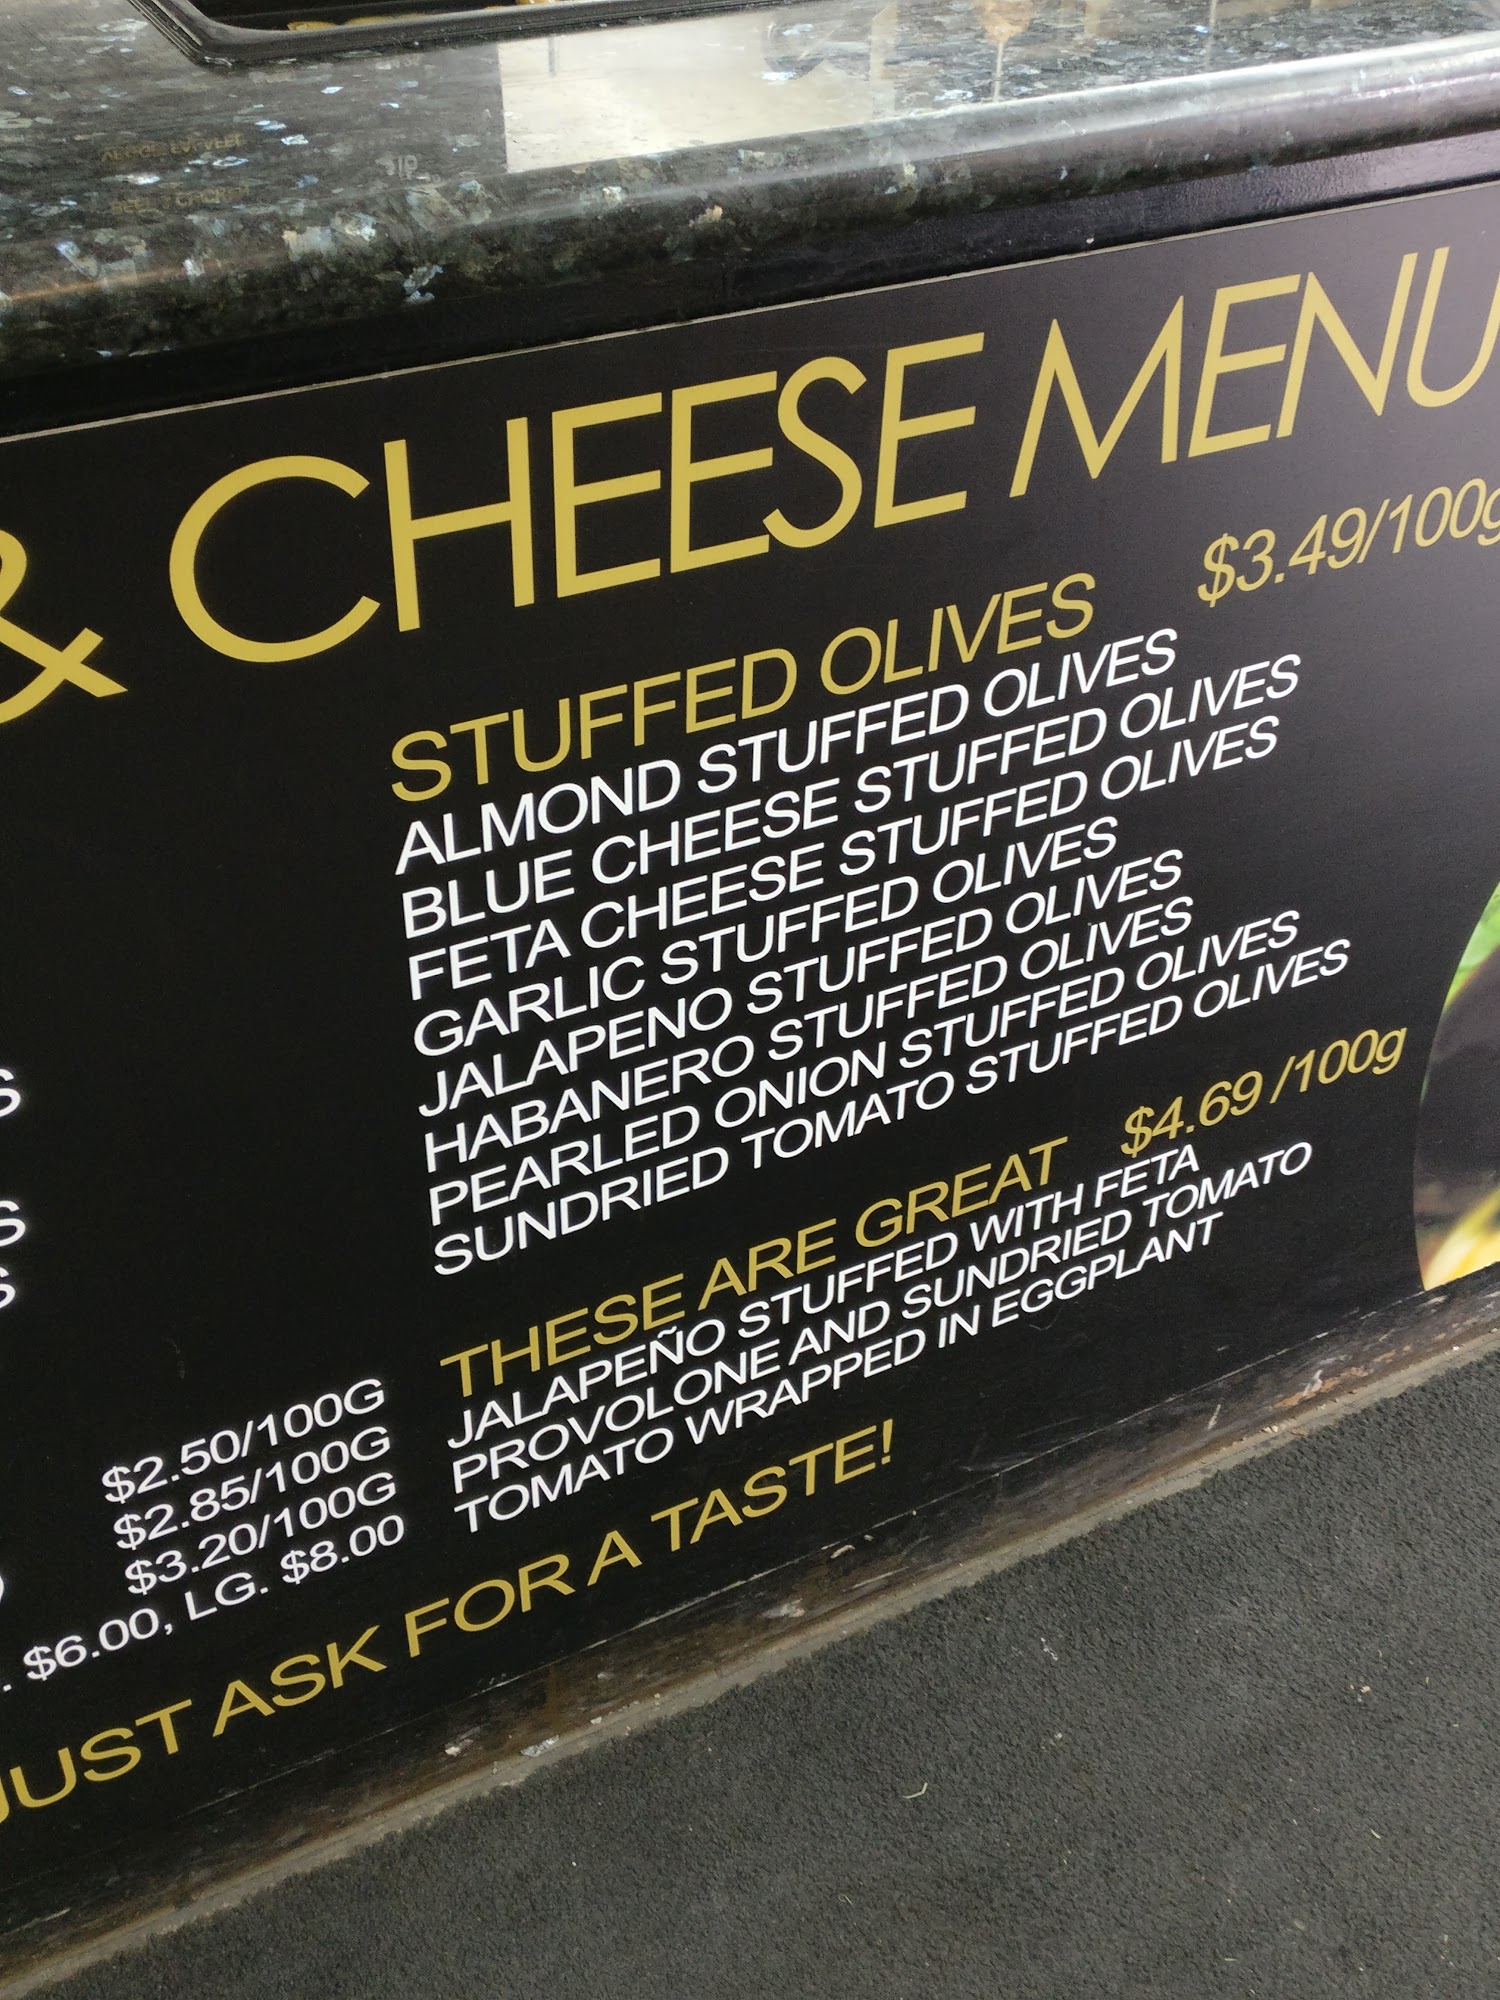 & CHEESE MENU
STUFFED OLIVES $3.49/100g
ALMOND STUFFED OLIVES
BLUE CHEESE STUFFED OLIVES
FETA CHEESE STUFFED OLIVES
GARLIC STUFFED OLIVES
JALAPENO STUFFED OLIVES
HABANERO STUFFED OLIVES
PEARLED ONION STUFFED OLIVES
SUNDRIED TOMATO STUFFED OLIVES
THESE ARE GREAT $4.69 /100g
JALAPEÑO STUFFED WITH FETA
PROVOLONE AND SUNDRIED TOMATO
TOMATO WRAPPED IN EGGPLANT
S
S
S
$2.50/100G
$2.85/100G
) $3.20/100G
. $6.00, LG. $8.00
JUST ASK FOR A TASTE!